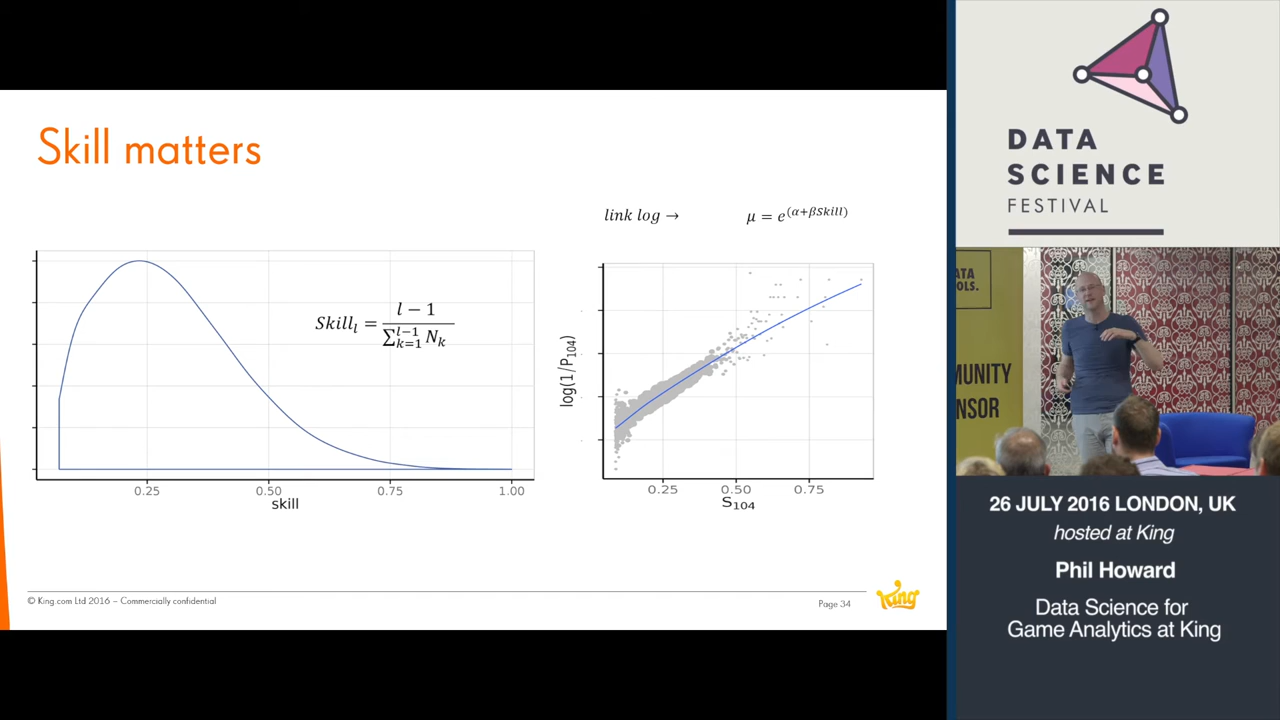 Skill matters
link log → μ = e^(α+βSkill)
Skill_l = (l − 1) / (∑_{k=1}^{l−1} N_k)
0.25 0.50 0.75 1.00
skill
log(1/P₁₀₄)
0.25 0.50 0.75
S₁₀₄
© King.com Ltd 2016 – Commercially confidential
Page 34
King
DATA
SCIENCE
FESTIVAL
26 JULY 2016 LONDON, UK
hosted at King
Phil Howard
Data Science for
Game Analytics at King